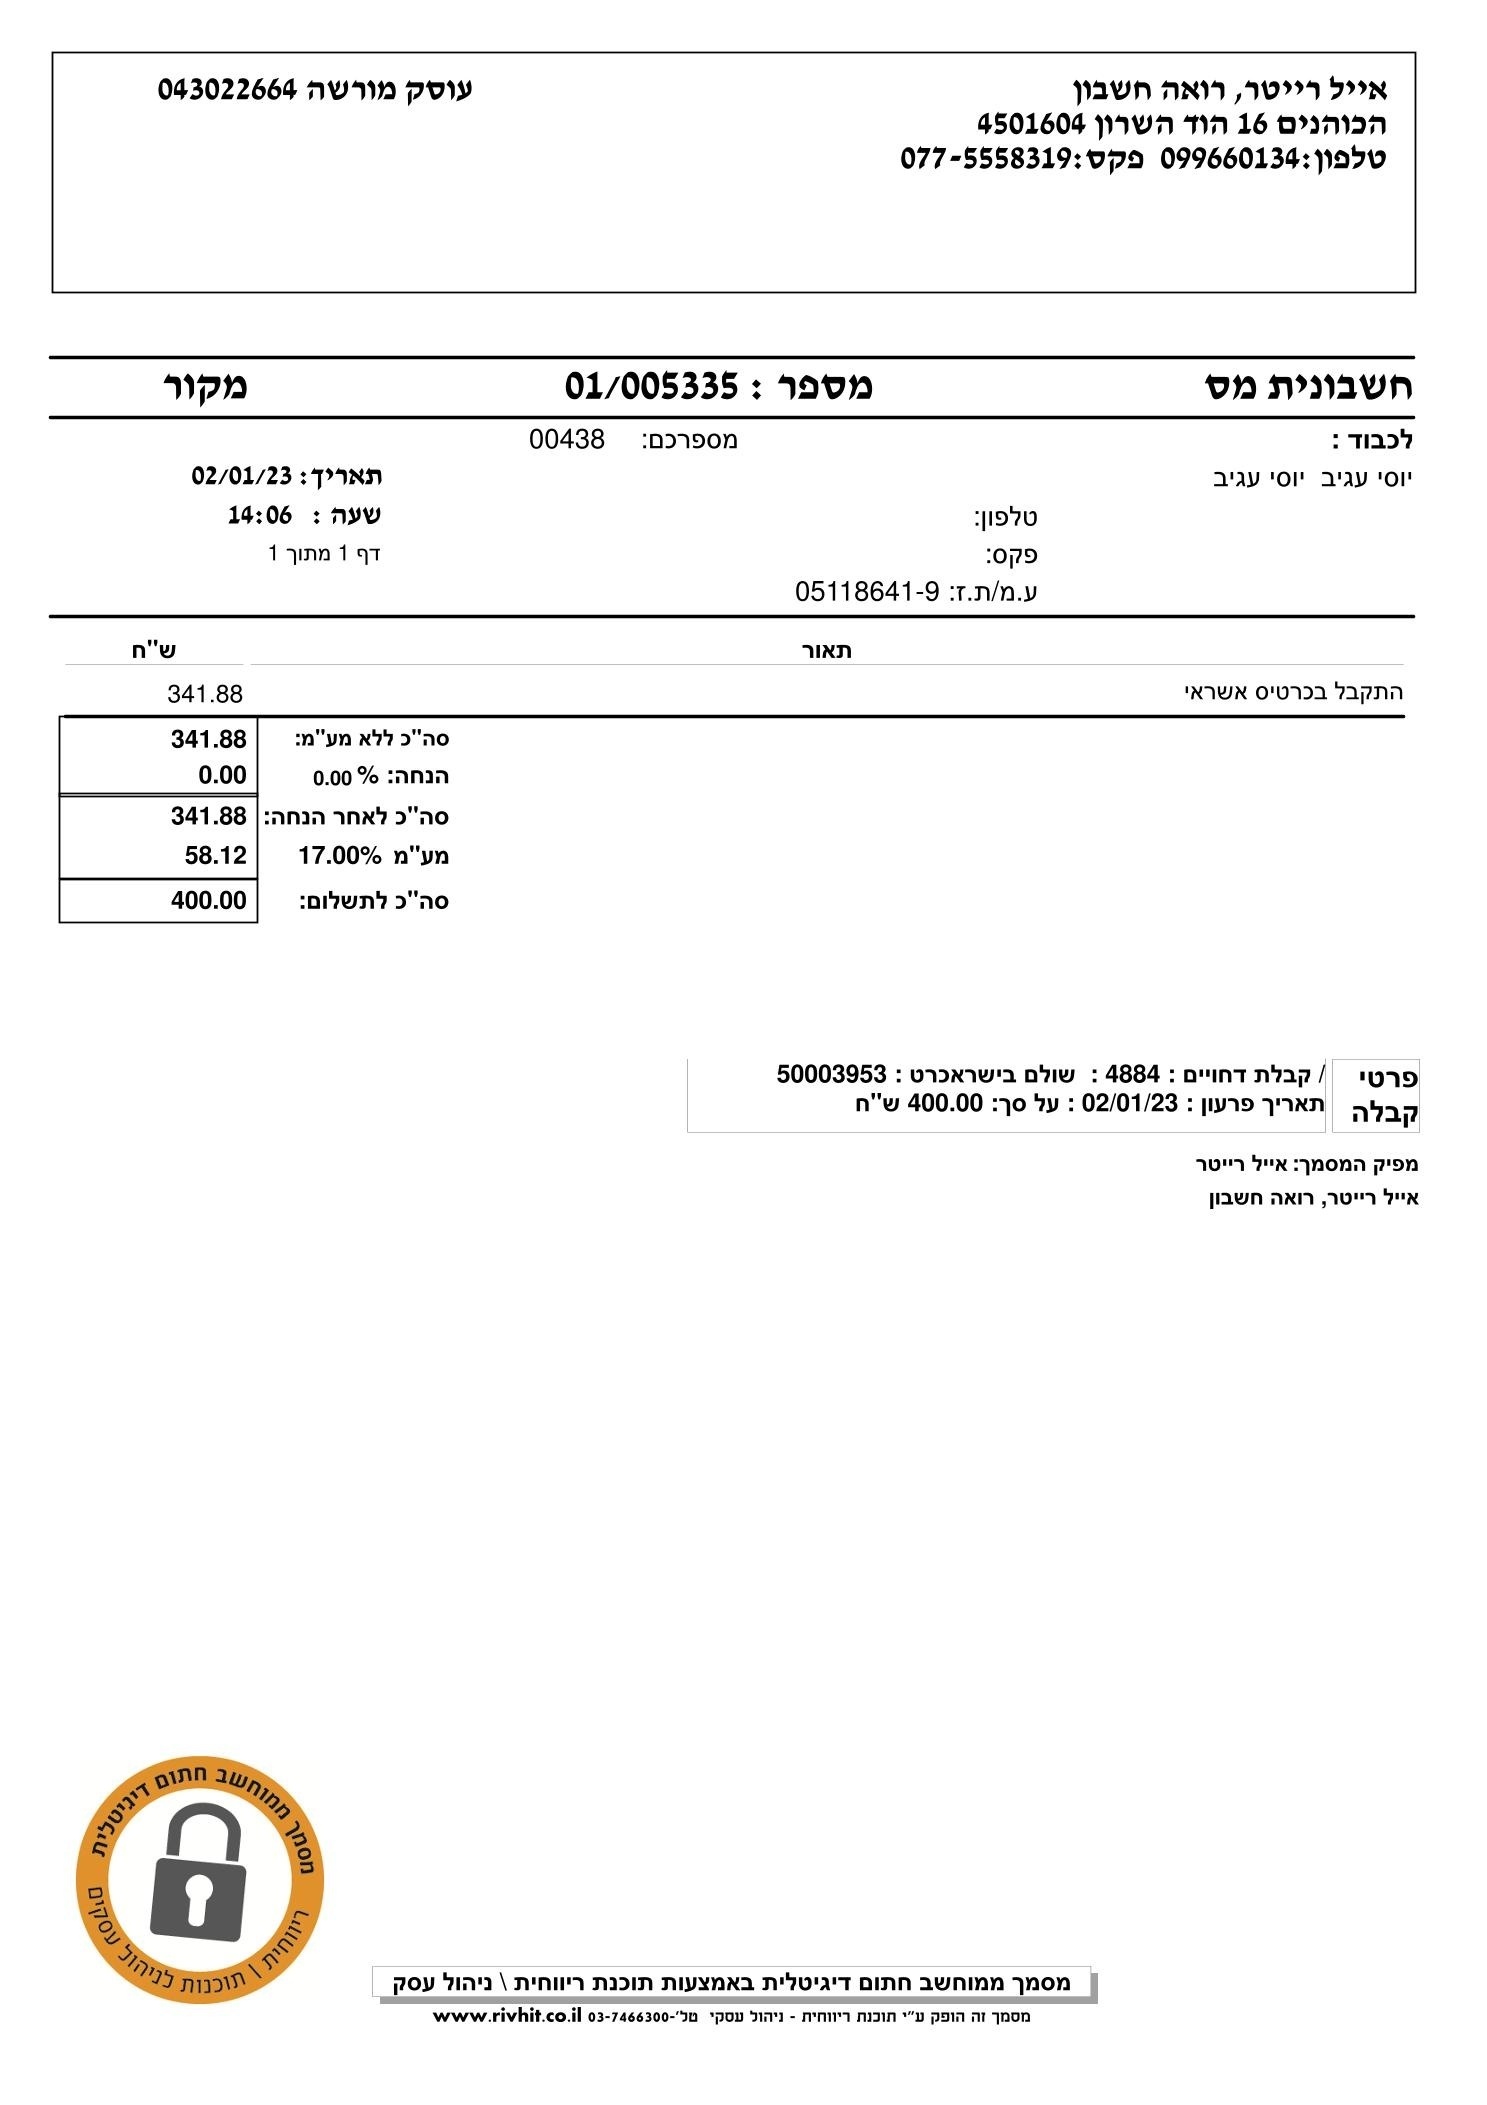 אייל רייטר, רואה חשבון עוסק מורשה 043022664
הכוהנים 16 הוד השרון 4501604
טלפון:099660134 פקס:077-5558319
חשבונית מס מספר : 01/005335 מקור
לכבוד : מספרכם: 00438
יוסי עגיב יוסי עגיב תאריך: 02/01/23
טלפון: שעה : 14:06
פקס: דף 1 מתוך 1
ע.מ/ת.ז: 05118641-9
תאור ש"ח
התקבל בכרטיס אשראי 341.88
סה"כ ללא מע"מ: 341.88
הנחה: % 0.00 0.00
סה"כ לאחר הנחה: 341.88
מע"מ 17.00% 58.12
סה"כ לתשלום: 400.00
פרטי קבלה
/ קבלת דחויים : 4884 : שולם בישראכרט : 50003953
תאריך פרעון : 02/01/23 : על סך: 400.00 ש"ח
מפיק המסמך: אייל רייטר
אייל רייטר, רואה חשבון
מסמך ממוחשב חתום דיגיטלית
ריווחית | תוכנות לניהול עסקים
מסמך ממוחשב חתום דיגיטלית באמצעות תוכנת ריווחית \ ניהול עסק
מסמך זה הופק ע״י תוכנת ריווחית - ניהול עסקי טל׳-03-7466300 www.rivhit.co.il